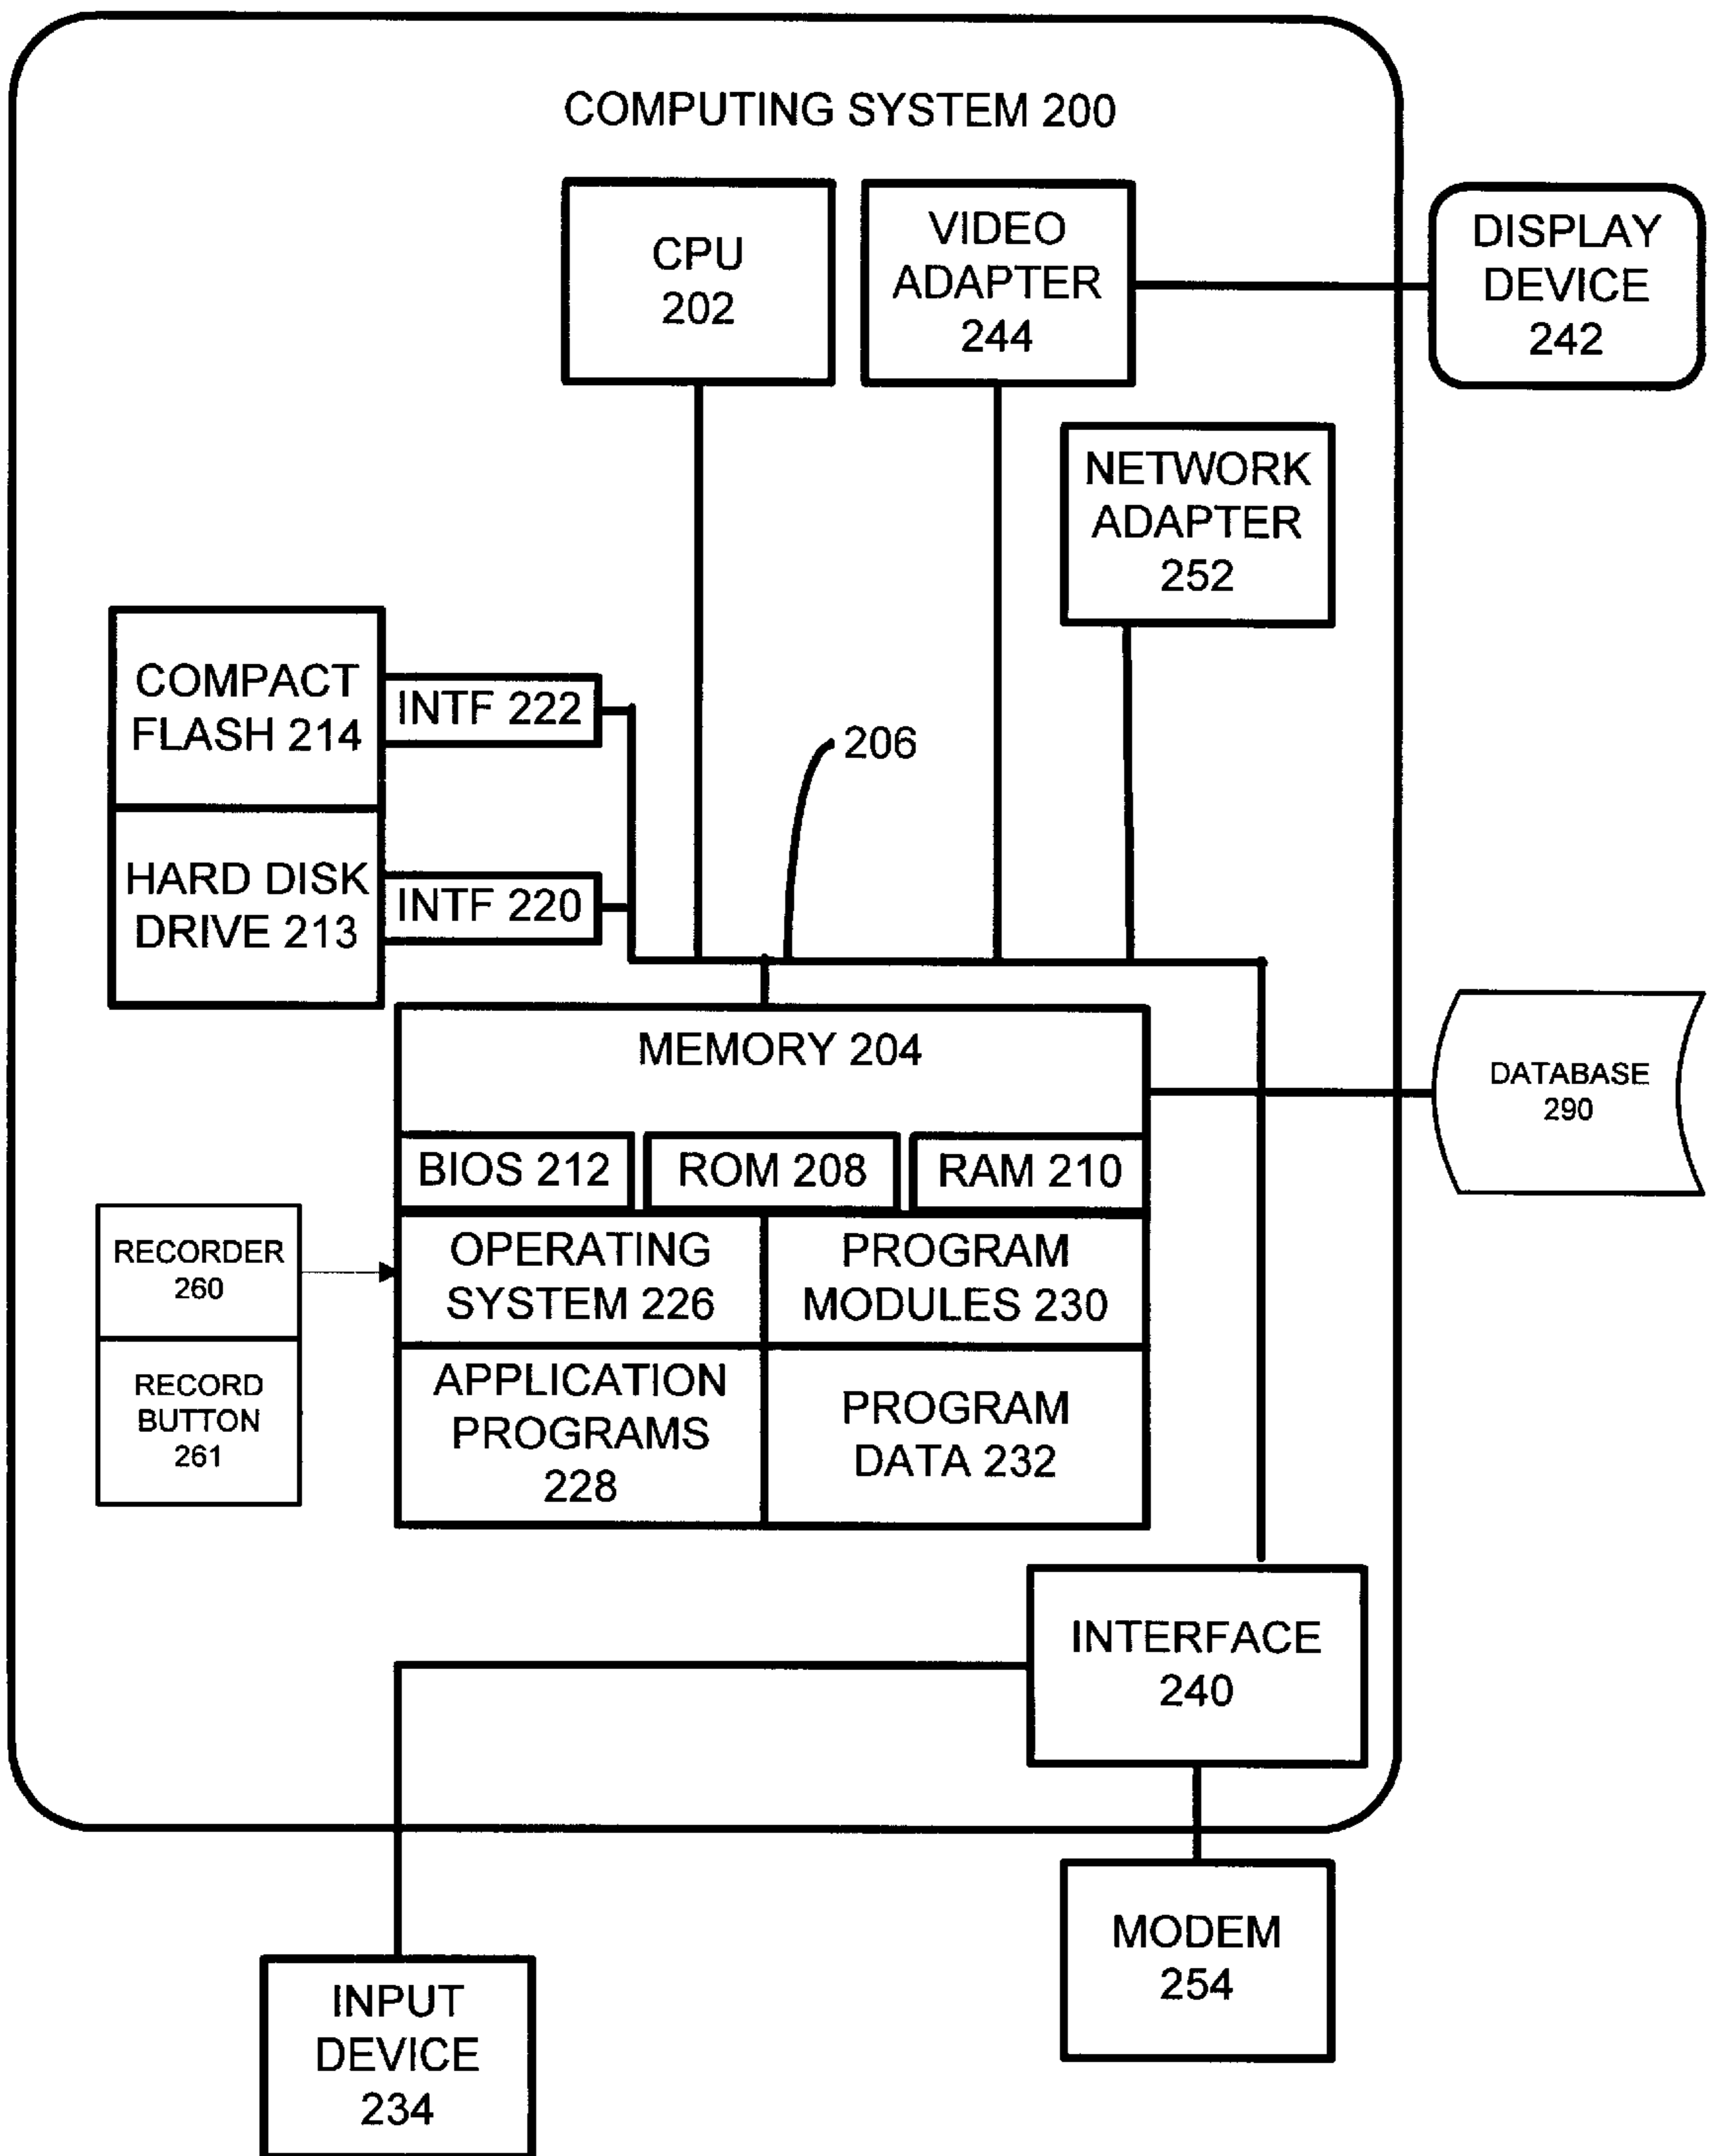 COMPUTING SYSTEM 200
CPU
202
VIDEO
ADAPTER
244
DISPLAY
DEVICE
242
NETWORK
ADAPTER
252
COMPACT
FLASH 214
INTF 222
206
HARD DISK
DRIVE 213
INTF 220
MEMORY 204
DATABASE
290
BIOS 212
ROM 208
RAM 210
RECORDER
260
OPERATING
SYSTEM 226
PROGRAM
MODULES 230
RECORD
BUTTON
261
APPLICATION
PROGRAMS
228
PROGRAM
DATA 232
INTERFACE
240
MODEM
254
INPUT
DEVICE
234